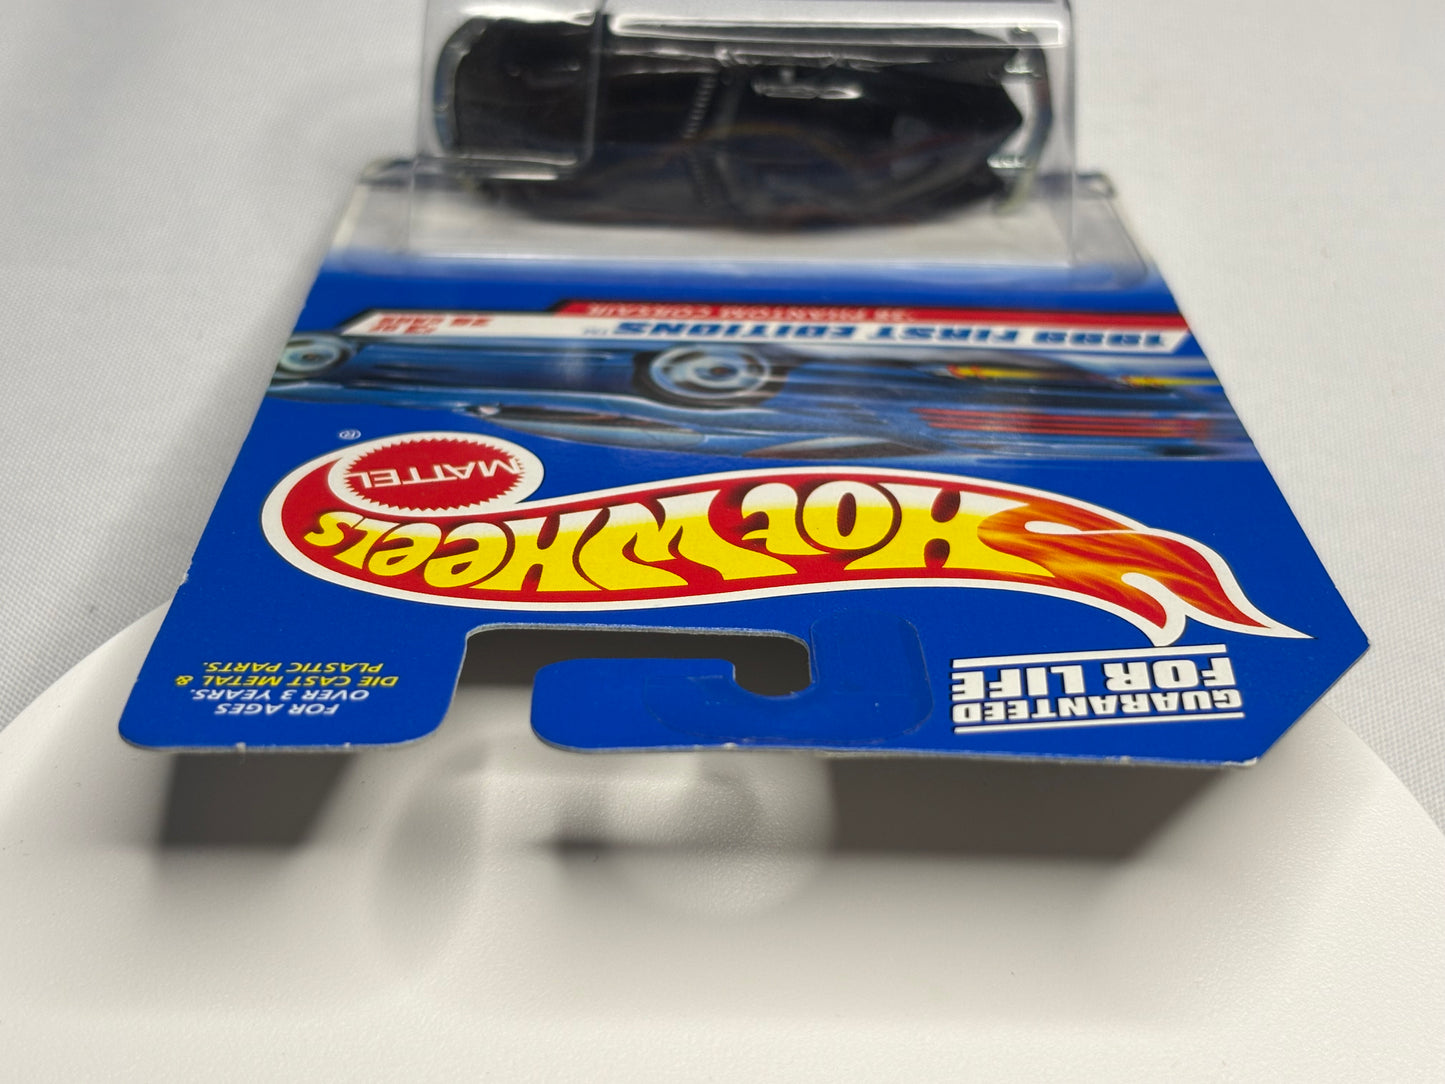 GUARANTEED
FOR LIFE
FOR AGES
OVER 3 YEARS.
DIE CAST METAL &
PLASTIC PARTS.
HOT WHEELS
MATTEL
®
1999 FIRST EDITIONS™
'38 PHANTOM CORSAIR